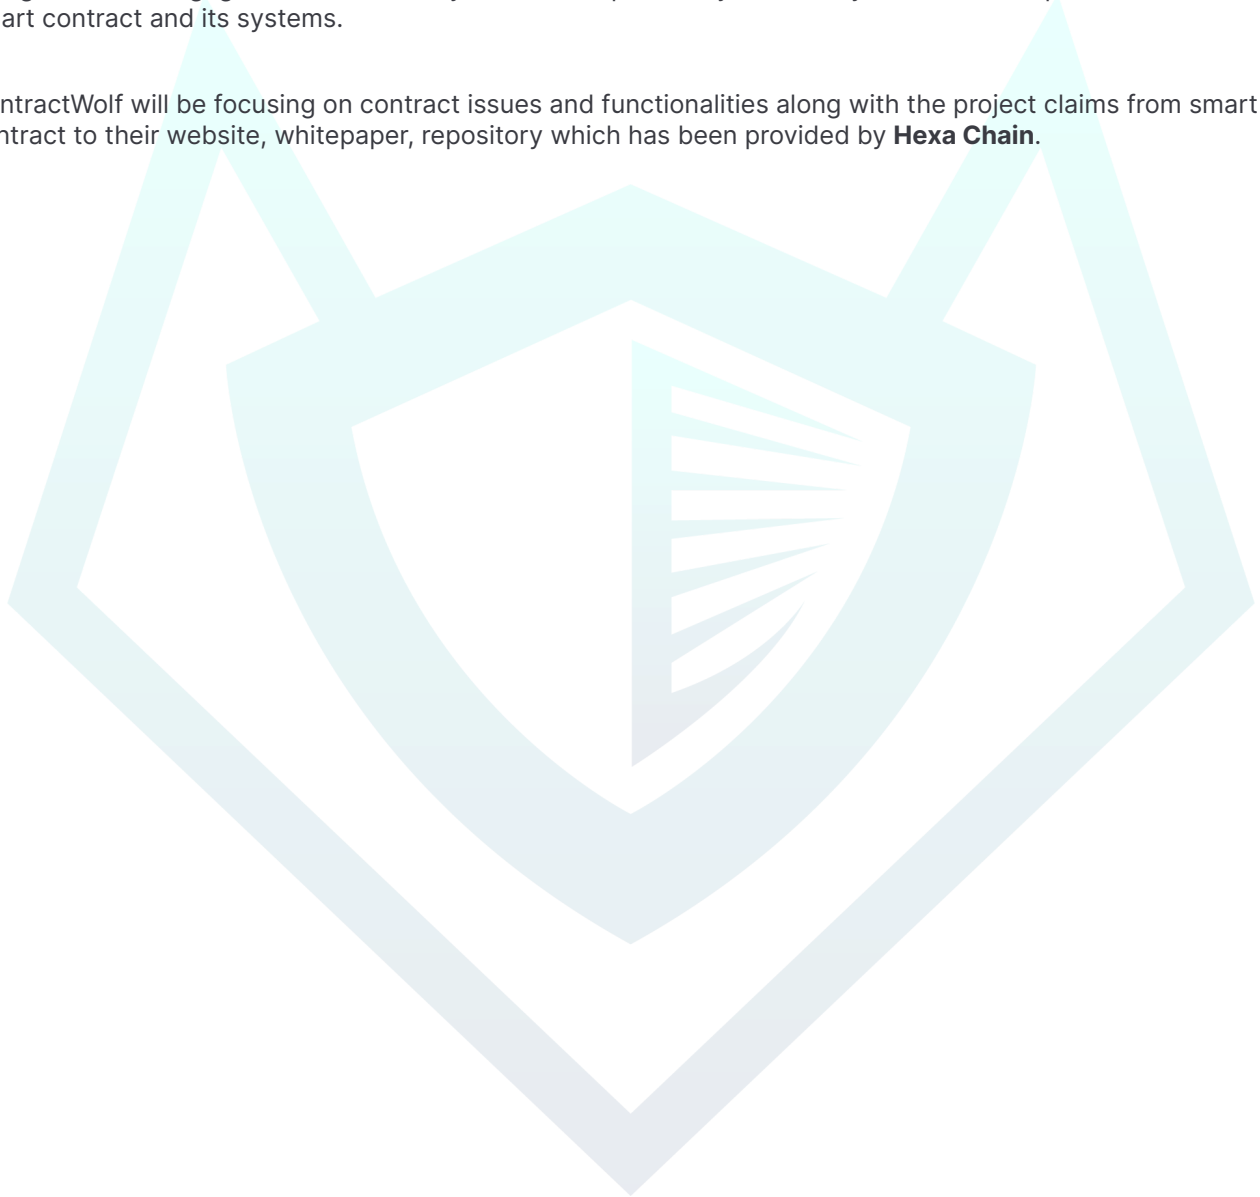 art contract and its systems.
ntractWolf will be focusing on contract issues and functionalities along with the project claims from smart
ntract to their website, whitepaper, repository which has been provided by Hexa Chain.